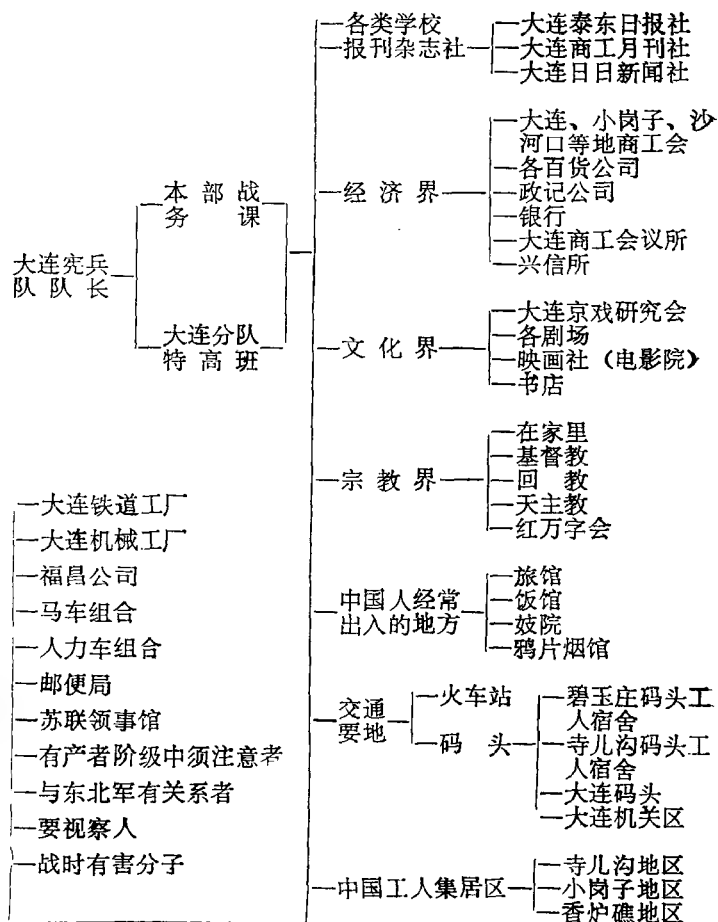 大连宪兵
队队长
本部战
务课
大连分队
特高班
各类学校
报刊杂志社
大连泰东日报社
大连商工月刊社
大连日日新闻社
经济界
大连、小岗子、沙
河口等地商工会
各百货公司
政记公司
银行
大连商工会议所
兴信所
文化界
大连京戏研究会
各剧场
映画社(电影院)
书店
宗教界
在家里
基督教
回教
天主教
红万字会
中国人经常
出入的地方
旅馆
饭馆
妓院
鸦片烟馆
交通
要地
火车站
码头
碧玉庄码头工
人宿舍
寺儿沟码头工
人宿舍
大连码头
大连机关区
中国工人集居区
寺儿沟地区
小岗子地区
香炉礁地区
大连铁道工厂
大连机械工厂
福昌公司
马车组合
人力车组合
邮便局
苏联领事馆
有产者阶级中须注意者
与东北军有关系者
要视察人
战时有害分子